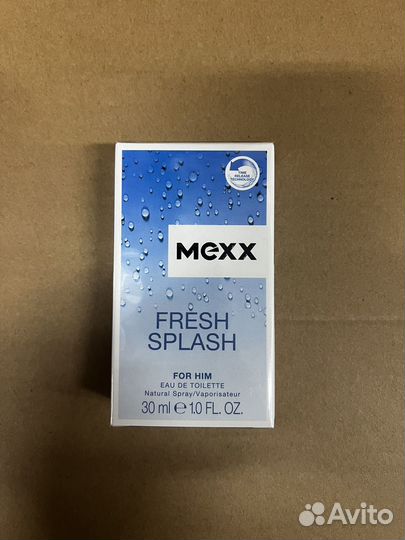 TIME
RELEASE
TECHNOLOGY
MEXX
FRESH
SPLASH
FOR HIM
EAU DE TOILETTE
Natural Spray/Vaporisateur
30 ml ℮ 1.0 FL. OZ.
Avito